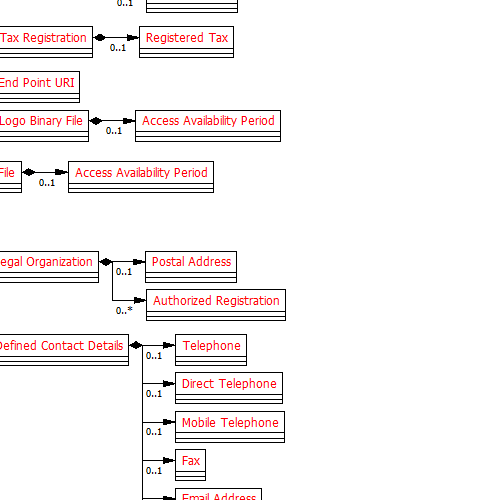 0..1
Tax Registration
0..1
Registered Tax
End Point URI
Logo Binary File
0..1
Access Availability Period
File
0..1
Access Availability Period
egal Organization
0..1
Postal Address
0..*
Authorized Registration
Defined Contact Details
0..1
Telephone
0..1
Direct Telephone
0..1
Mobile Telephone
0..1
Fax
Email Address